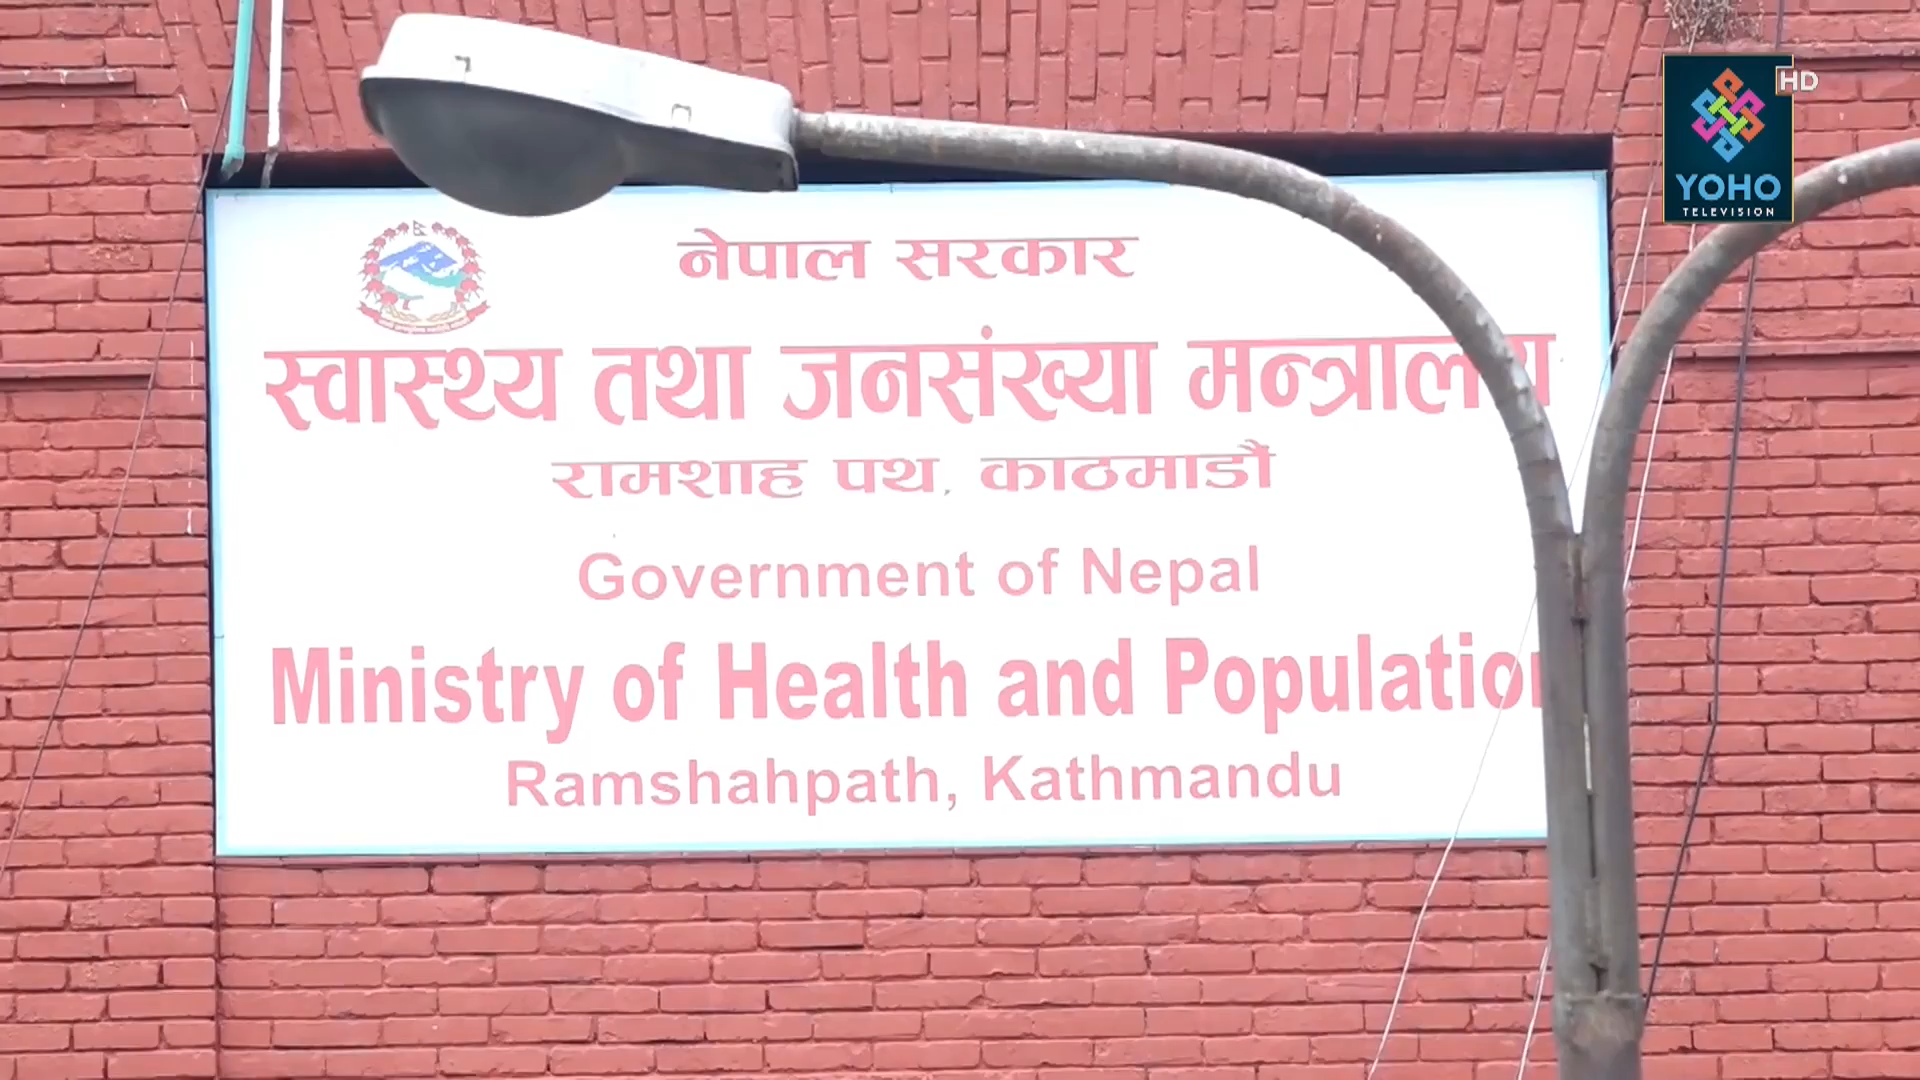 HD
YOHO
TELEVISION
नेपाल सरकार
स्वास्थ्य तथा जनसंख्या मन्त्रालय
रामशाह पथ, काठमाडौं
Government of Nepal
Ministry of Health and Population
Ramshahpath, Kathmandu